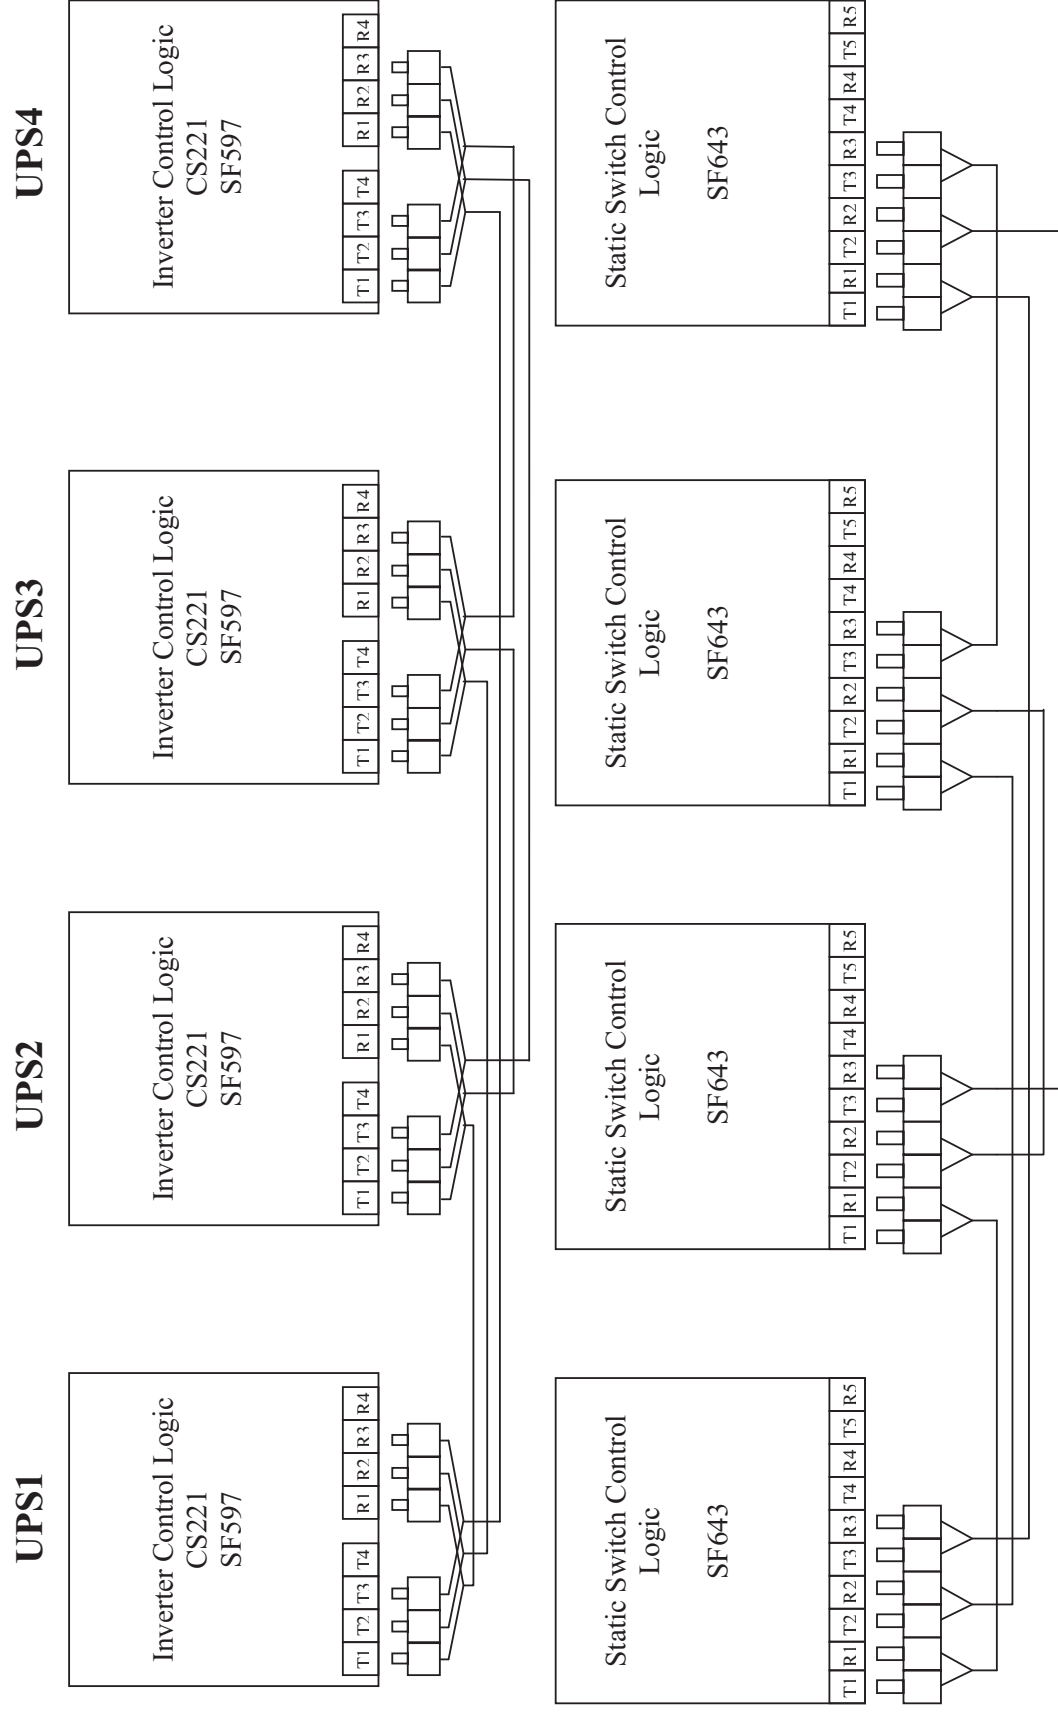 UPS1
Inverter Control Logic
CS221
SF597
T1 T2 T3 T4 R1 R2 R3 R4
Static Switch Control
Logic
SF643
T1 R1 T2 R2 T3 R3 T4 R4 T5 R5
UPS2
Inverter Control Logic
CS221
SF597
T1 T2 T3 T4 R1 R2 R3 R4
Static Switch Control
Logic
SF643
T1 R1 T2 R2 T3 R3 T4 R4 T5 R5
UPS3
Inverter Control Logic
CS221
SF597
T1 T2 T3 T4 R1 R2 R3 R4
Static Switch Control
Logic
SF643
T1 R1 T2 R2 T3 R3 T4 R4 T5 R5
UPS4
Inverter Control Logic
CS221
SF597
T1 T2 T3 T4 R1 R2 R3 R4
Static Switch Control
Logic
SF643
T1 R1 T2 R2 T3 R3 T4 R4 T5 R5